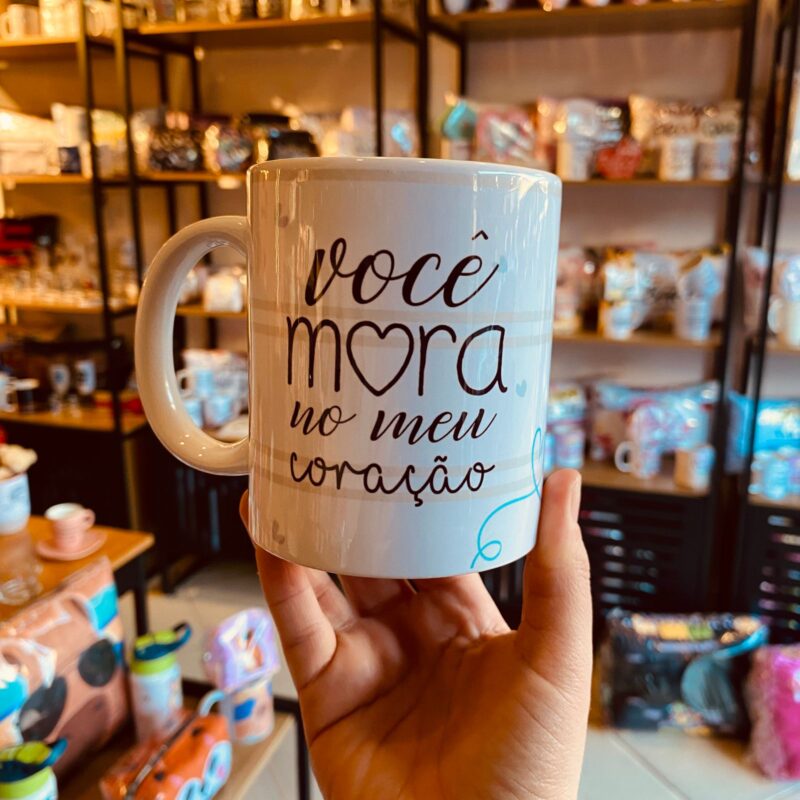 você
mora
no meu
coração